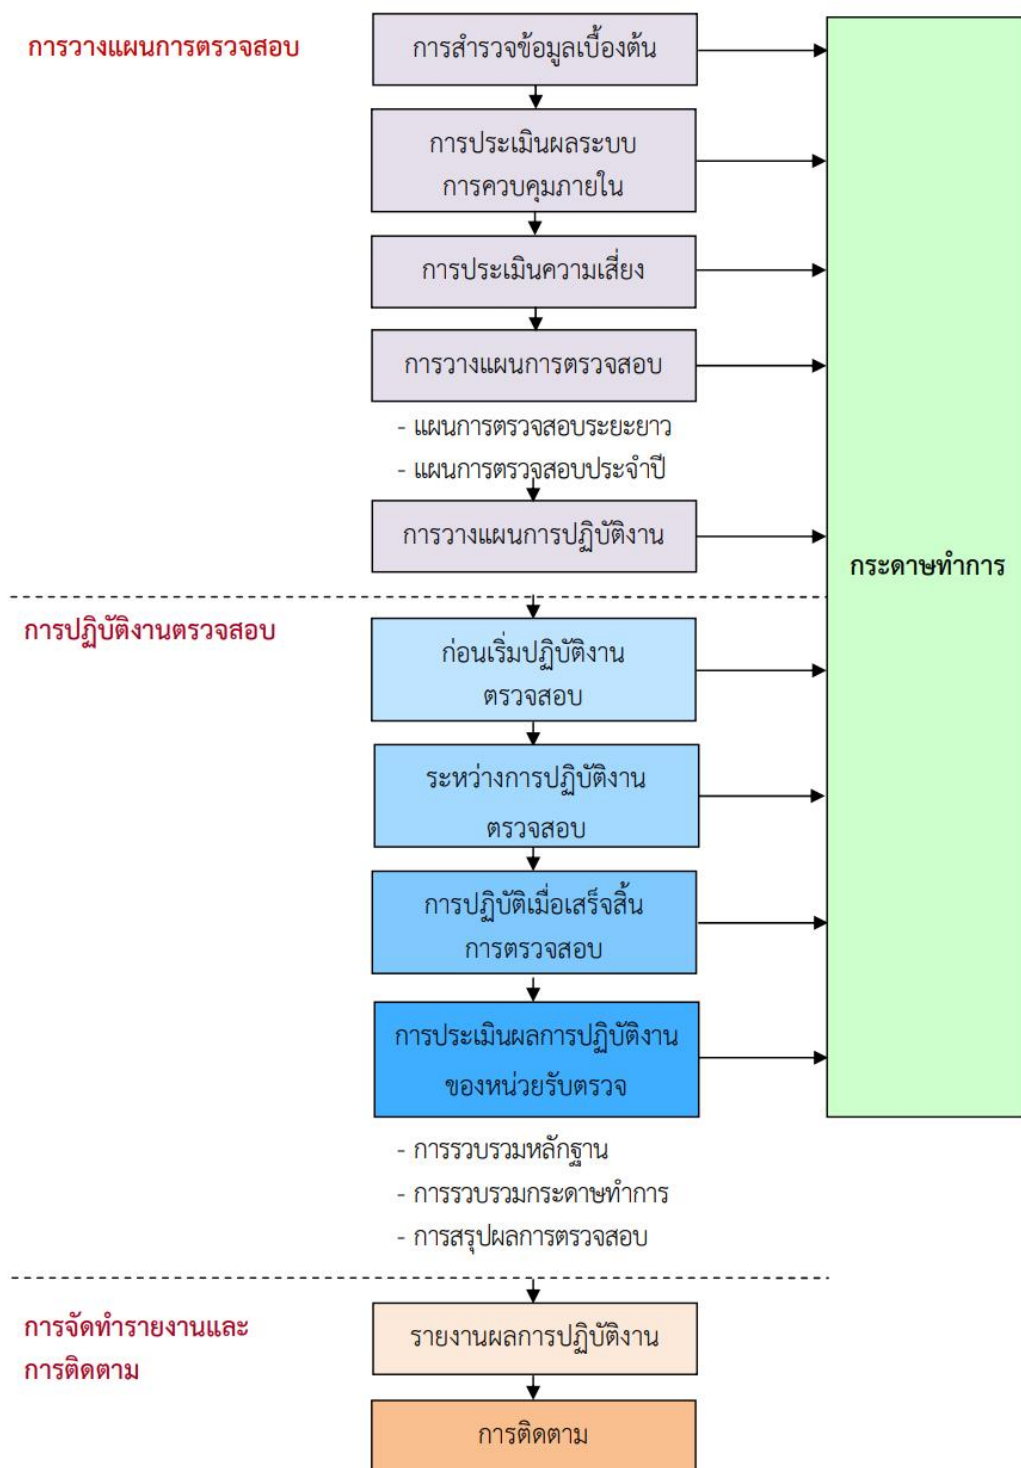 การวางแผนการตรวจสอบ
การสำรวจข้อมูลเบื้องต้น
การประเมินผลระบบ
การควบคุมภายใน
การประเมินความเสี่ยง
การวางแผนการตรวจสอบ
- แผนการตรวจสอบระยะยาว
- แผนการตรวจสอบประจำปี
การวางแผนการปฏิบัติงาน
กระดาษทำการ
การปฏิบัติงานตรวจสอบ
ก่อนเริ่มปฏิบัติงาน
ตรวจสอบ
ระหว่างการปฏิบัติงาน
ตรวจสอบ
การปฏิบัติเมื่อเสร็จสิ้น
การตรวจสอบ
การประเมินผลการปฏิบัติงาน
ของหน่วยรับตรวจ
- การรวบรวมหลักฐาน
- การรวบรวมกระดาษทำการ
- การสรุปผลการตรวจสอบ
การจัดทำรายงานและ
การติดตาม
รายงานผลการปฏิบัติงาน
การติดตาม